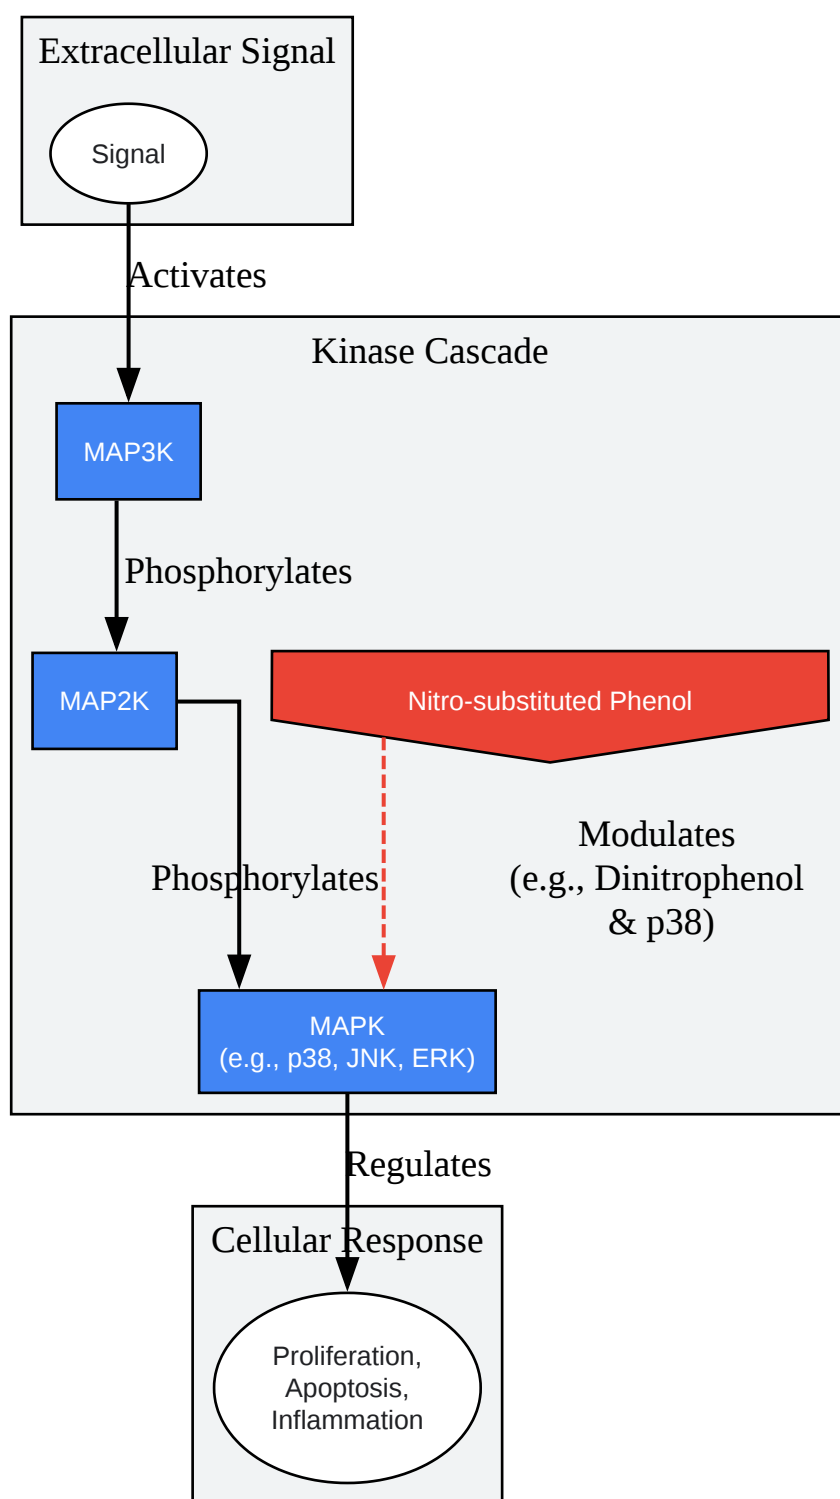 Extracellular Signal
Signal
Activates
Kinase Cascade
MAP3K
Phosphorylates
MAP2K
Nitro-substituted Phenol
Modulates
(e.g., Dinitrophenol
& p38)
Phosphorylates
MAPK
(e.g., p38, JNK, ERK)
Regulates
Cellular Response
Proliferation,
Apoptosis,
Inflammation